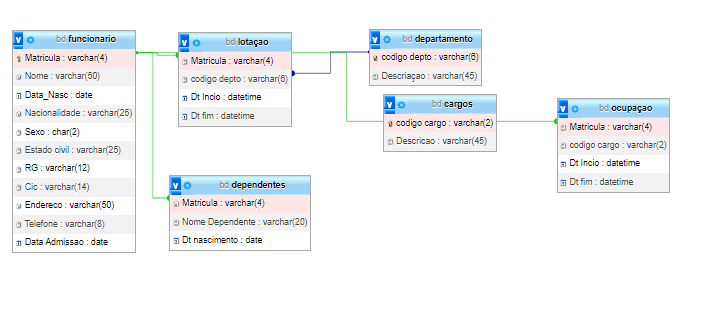 bd funcionario
Matricula : varchar(4)
Nome : varchar(50)
Data_Nasc : date
Nacionalidade : varchar(25)
Sexo : char(2)
Estado civil : varchar(25)
RG : varchar(12)
Cic : varchar(14)
Endereco : varchar(50)
Telefone : varchar(8)
Data Admissao : date
bd lotaçao
Matricula : varchar(4)
codigo depto : varchar(6)
Dt Incio : datetime
Dt fim : datetime
bd departamento
codigo depto : varchar(6)
Descriçao : varchar(45)
bd cargos
codigo cargo : varchar(2)
Descricao : varchar(45)
bd ocupaçao
Matricula : varchar(4)
codigo cargo : varchar(2)
Dt Incio : datetime
Dt fim : datetime
bd dependentes
Matricula : varchar(4)
Nome Dependente : varchar(20)
Dt nascimento : date